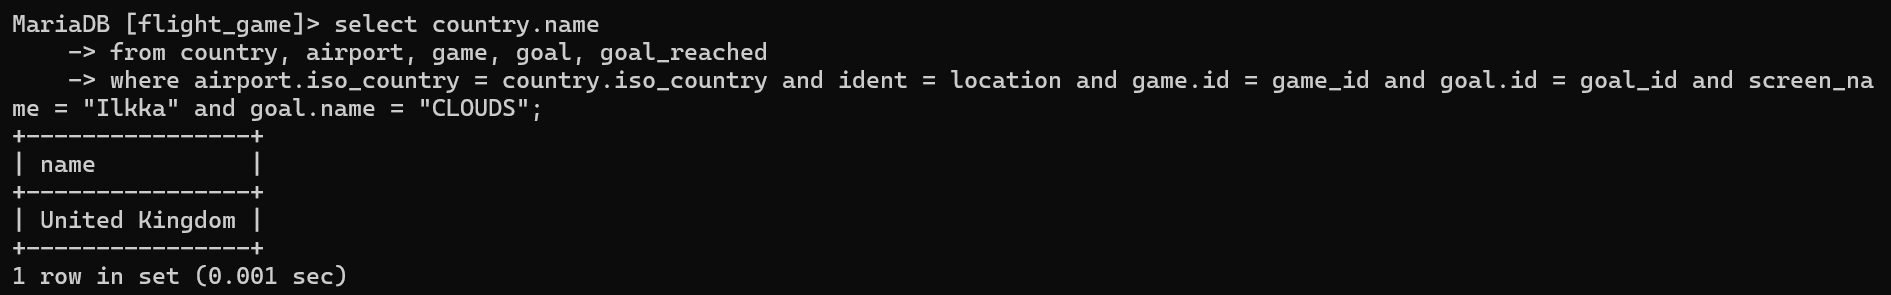 MariaDB [flight_game]> select country.name
    -> from country, airport, game, goal, goal_reached
    -> where airport.iso_country = country.iso_country and ident = location and game.id = game_id and goal.id = goal_id and screen_na
me = "Ilkka" and goal.name = "CLOUDS";
+----------------+
| name           |
+----------------+
| United Kingdom |
+----------------+
1 row in set (0.001 sec)